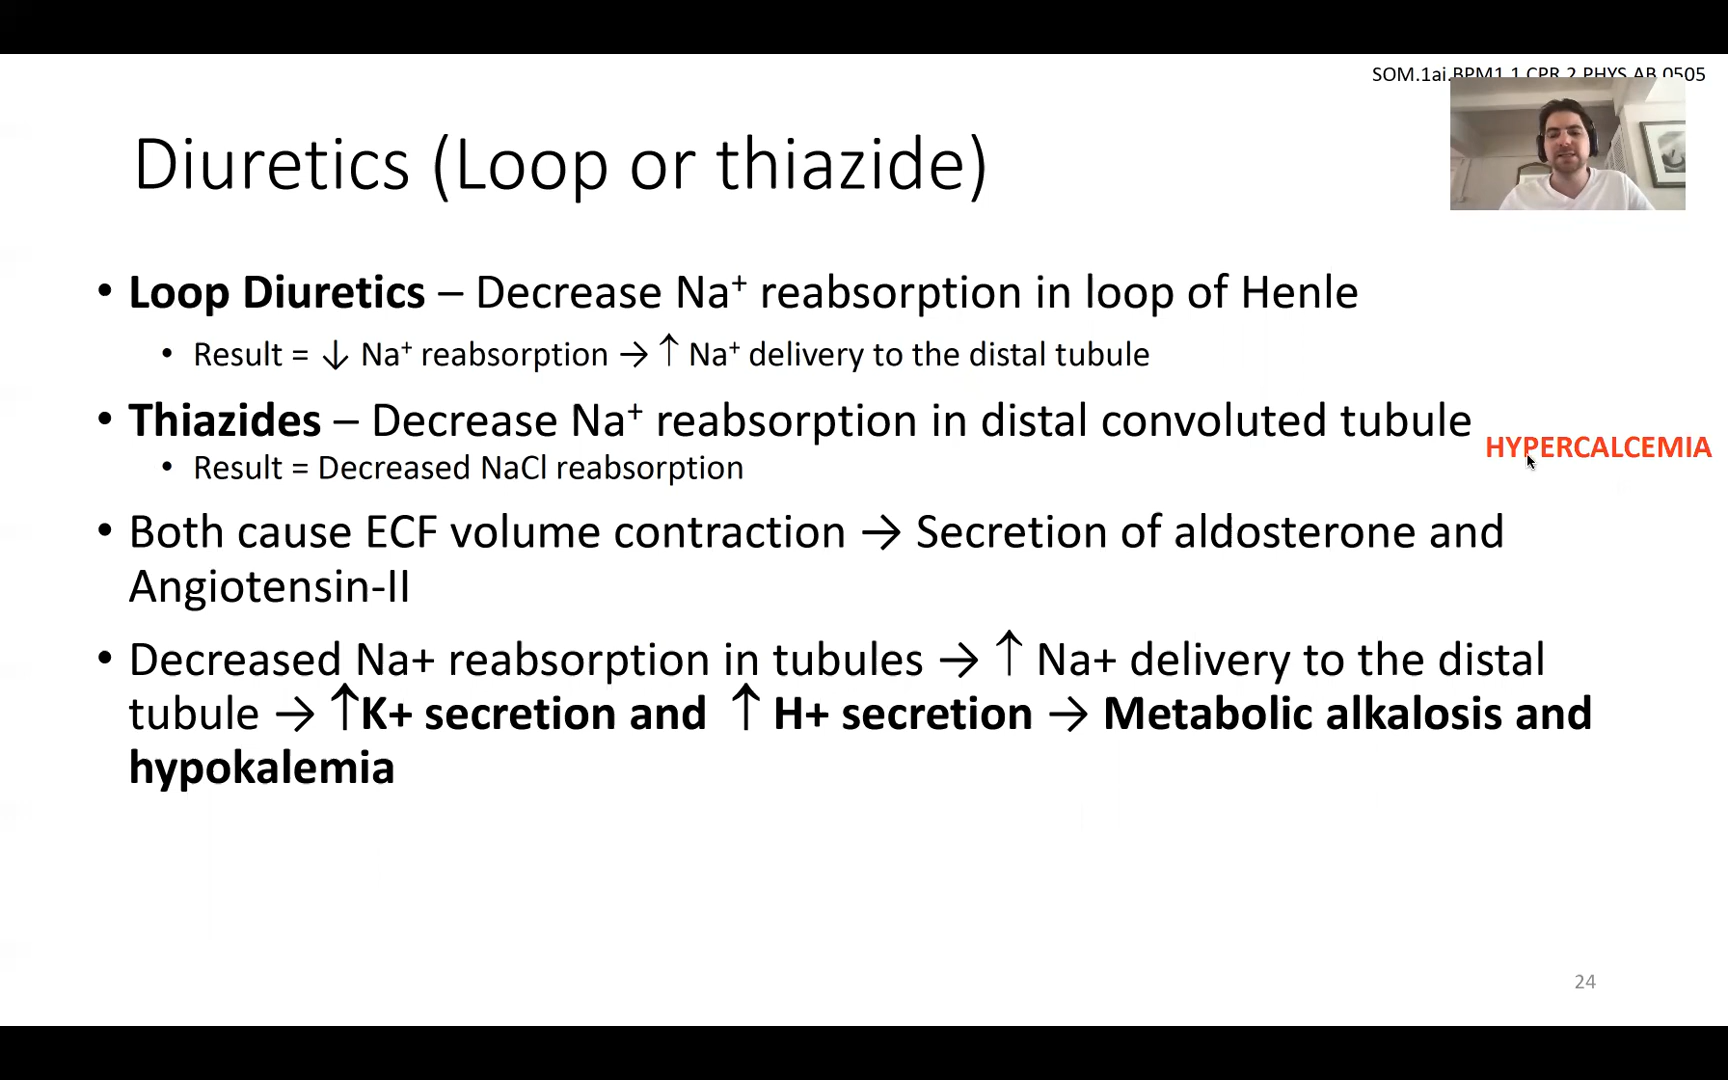 SOM.1ai.BPM1.1.CPR.2.PHYS.AB.0505
Diuretics (Loop or thiazide)
• Loop Diuretics – Decrease Na⁺ reabsorption in loop of Henle
• Result = ↓ Na⁺ reabsorption → ↑ Na⁺ delivery to the distal tubule
• Thiazides – Decrease Na⁺ reabsorption in distal convoluted tubule
HYPERCALCEMIA
• Result = Decreased NaCl reabsorption
• Both cause ECF volume contraction → Secretion of aldosterone and
Angiotensin-II
• Decreased Na+ reabsorption in tubules → ↑ Na+ delivery to the distal
tubule → ↑K+ secretion and ↑ H+ secretion → Metabolic alkalosis and
hypokalemia
24